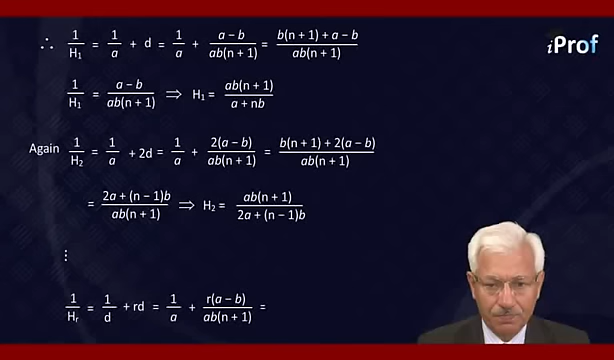 ∴ 1/H₁ = 1/a + d = 1/a + (a – b)/(ab(n + 1)) = (b(n + 1) + a – b)/(ab(n + 1))
iProf
1/H₁ = (a – b)/(ab(n + 1)) ⇒ H₁ = (ab(n + 1))/(a + nb)
Again 1/H₂ = 1/a + 2d = 1/a + (2(a – b))/(ab(n + 1)) = (b(n + 1) + 2(a – b))/(ab(n + 1))
= (2a + (n – 1)b)/(ab(n + 1)) ⇒ H₂ = (ab(n + 1))/(2a + (n – 1)b)
⋮
1/Hᵣ = 1/d + rd = 1/a + (r(a – b))/(ab(n + 1)) =